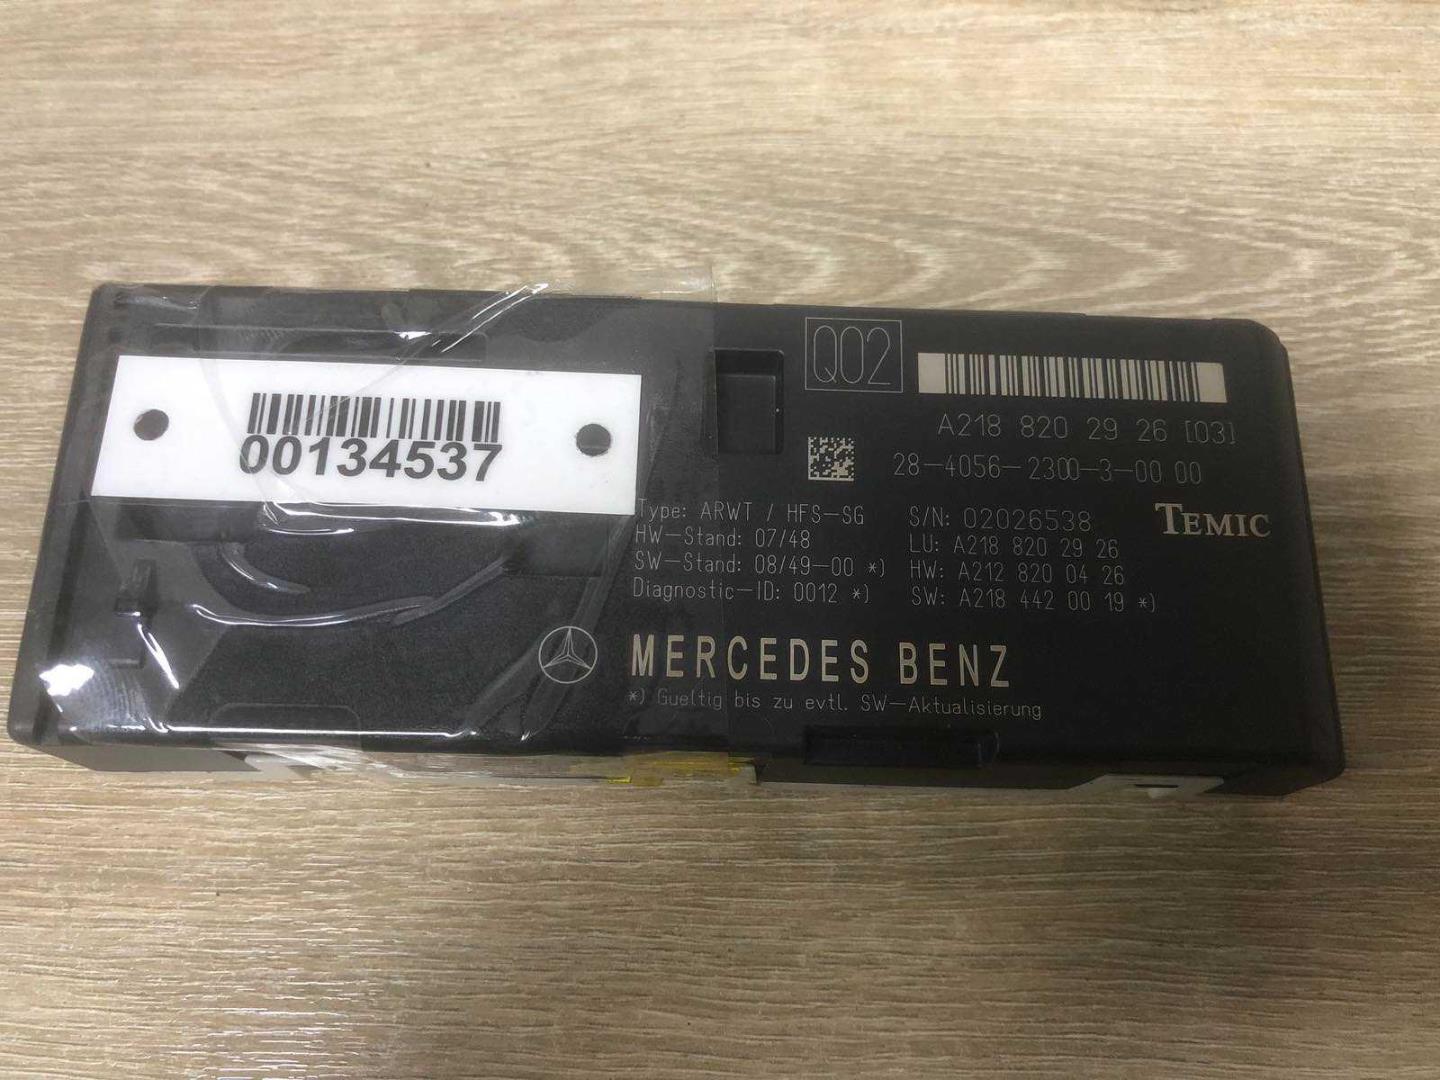 00134537
Q02
A218 820 29 26 [03]
28-4056-2300-3-00 00
Type: ARWT / HFS-SG
HW-Stand: 07/48
SW-Stand: 08/49-00 *)
Diagnostic-ID: 0012 *)
S/N: 02026538
LU: A218 820 29 26
HW: A212 820 04 26
SW: A218 442 00 19 *)
TEMIC
MERCEDES BENZ
*) Gueltig bis zu evtl. SW-Aktualisierung